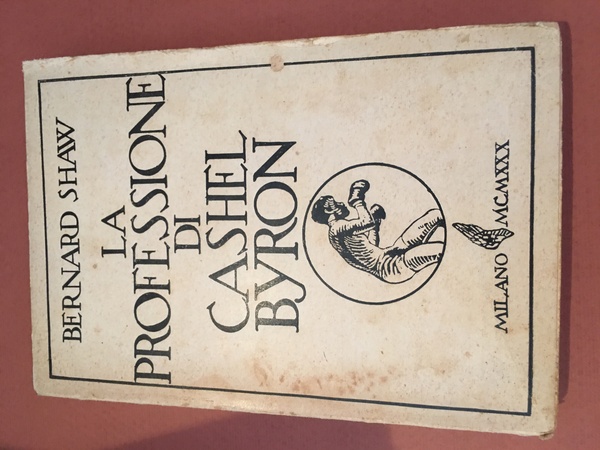 BERNARD SHAW
LA
PROFESSIONE
DI
CASHEL
BYRON
MILANO MCMXXX